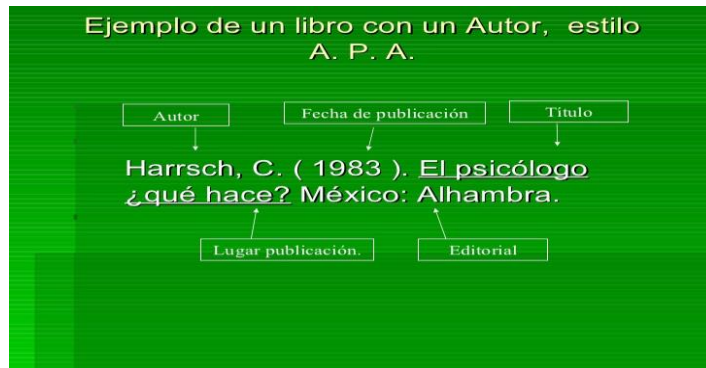 Ejemplo de un libro con un Autor, estilo
A. P. A.
Autor
Fecha de publicación
Titulo
Harrsch, C. ( 1983 ). El psicólogo
¿qué hace? México: Alhambra.
Lugar publicación.
Editorial